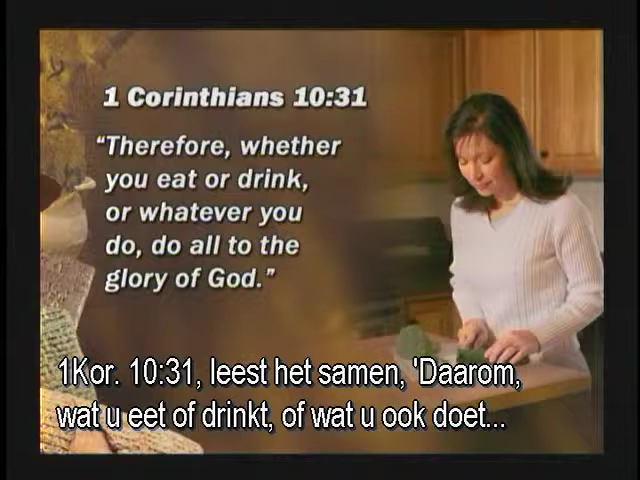 1 Corinthians 10:31
“Therefore, whether
you eat or drink,
or whatever you
do, do all to the
glory of God.”
1Kor. 10:31, leest het samen, 'Daarom,
wat u eet of drinkt, of wat u ook doet...